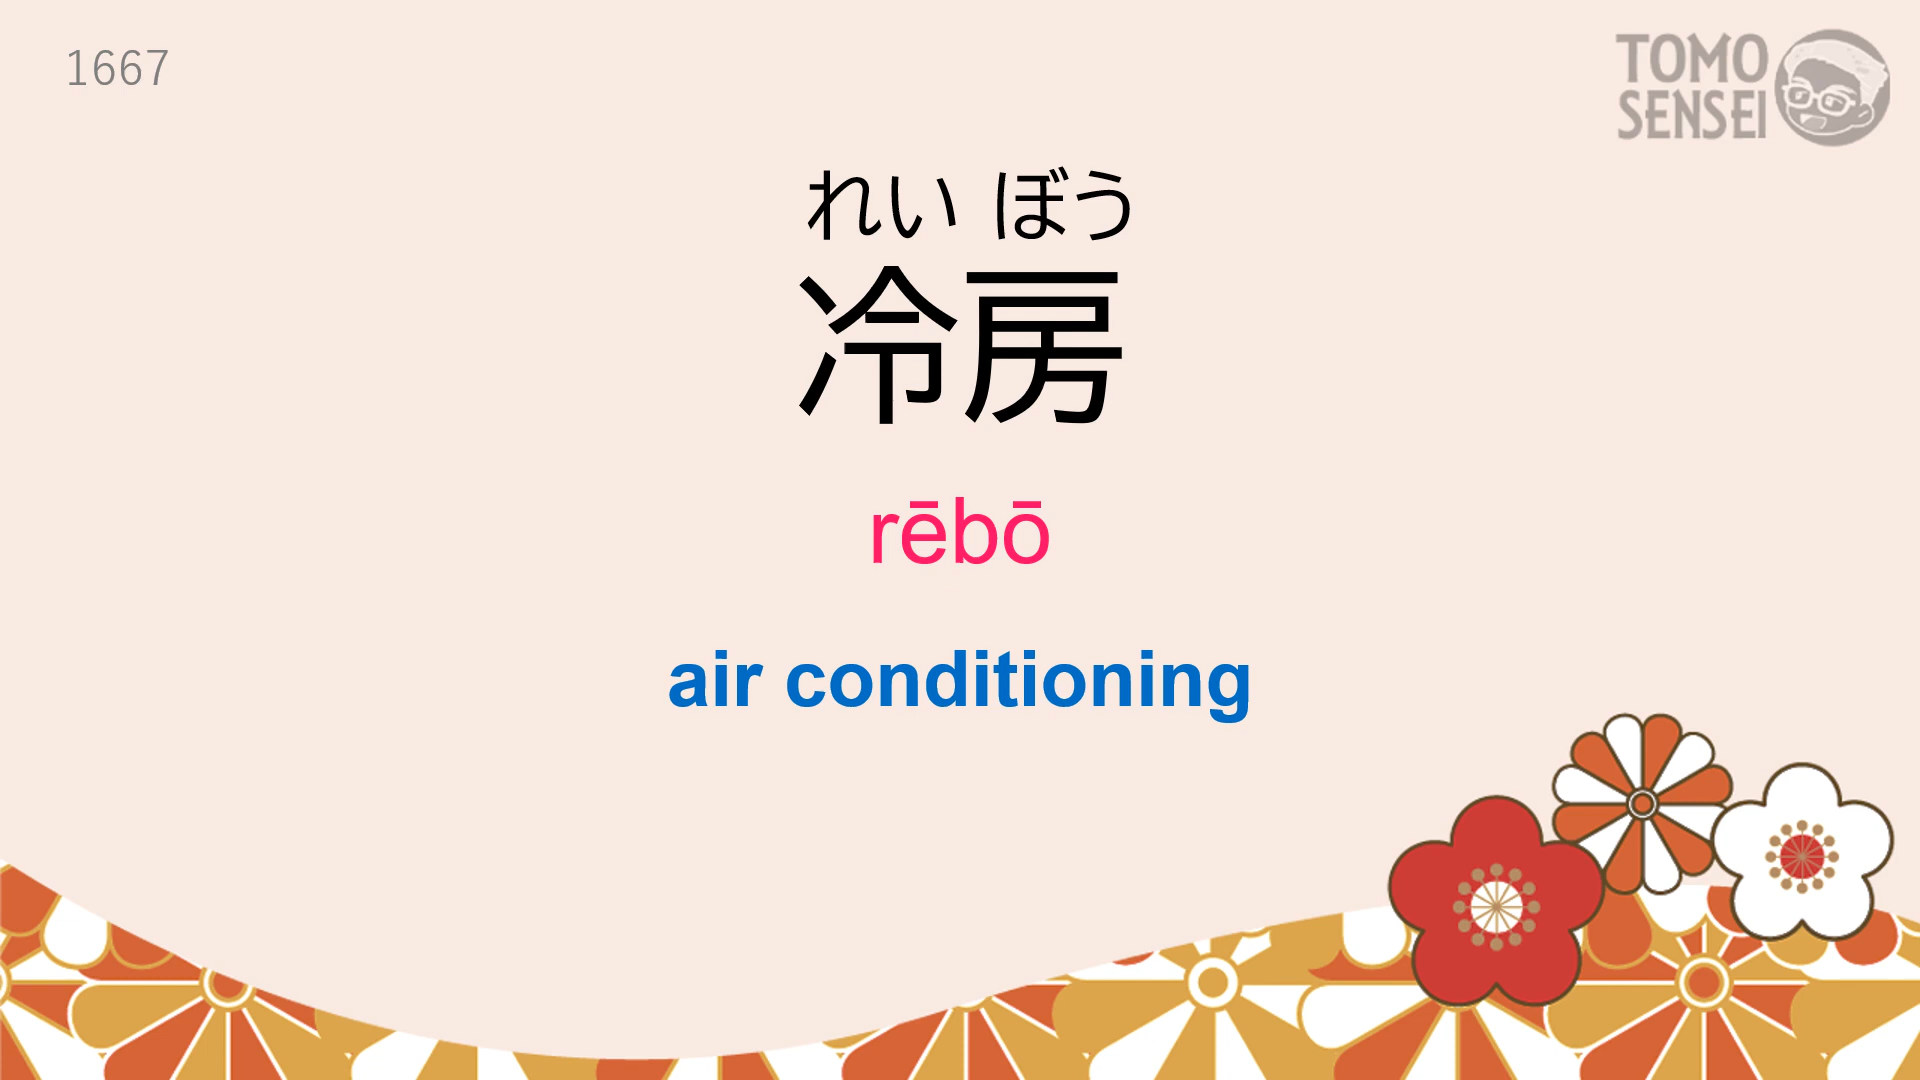 1667
TOMO
SENSEI
れい ぼう
冷房
rēbō
air conditioning